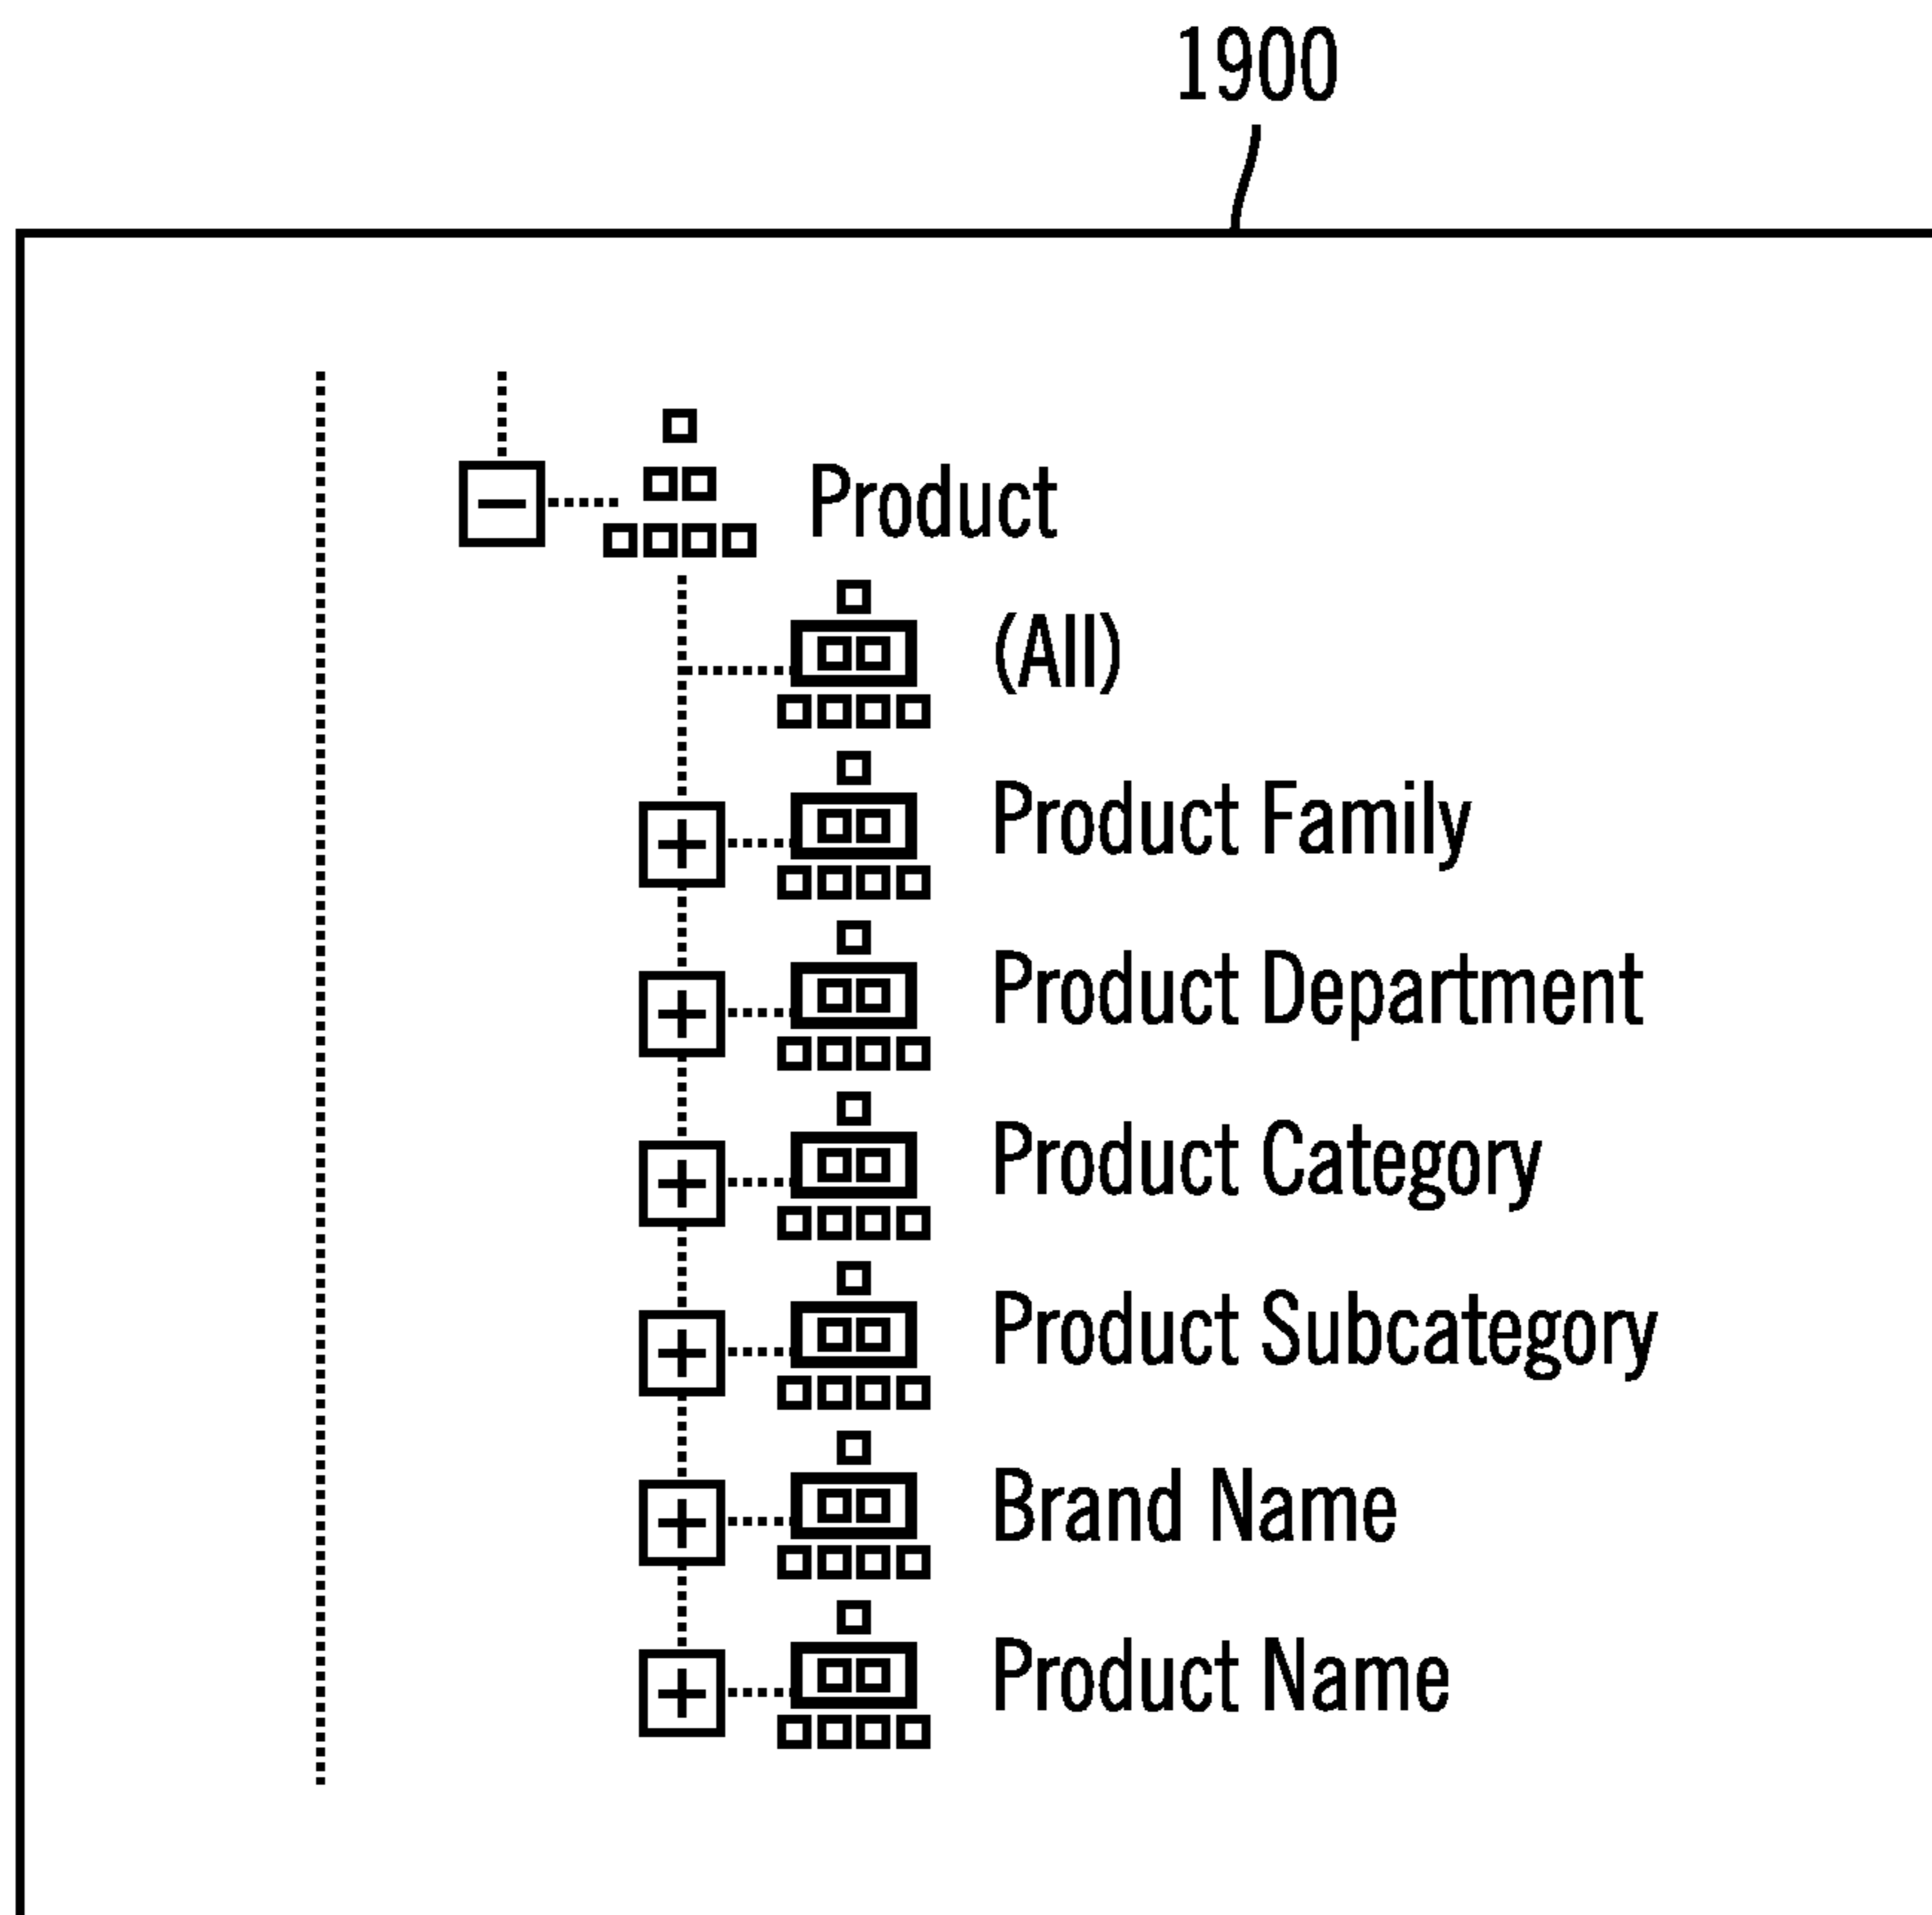 1900
Product
(All)
Product Family
Product Department
Product Category
Product Subcategory
Brand Name
Product Name